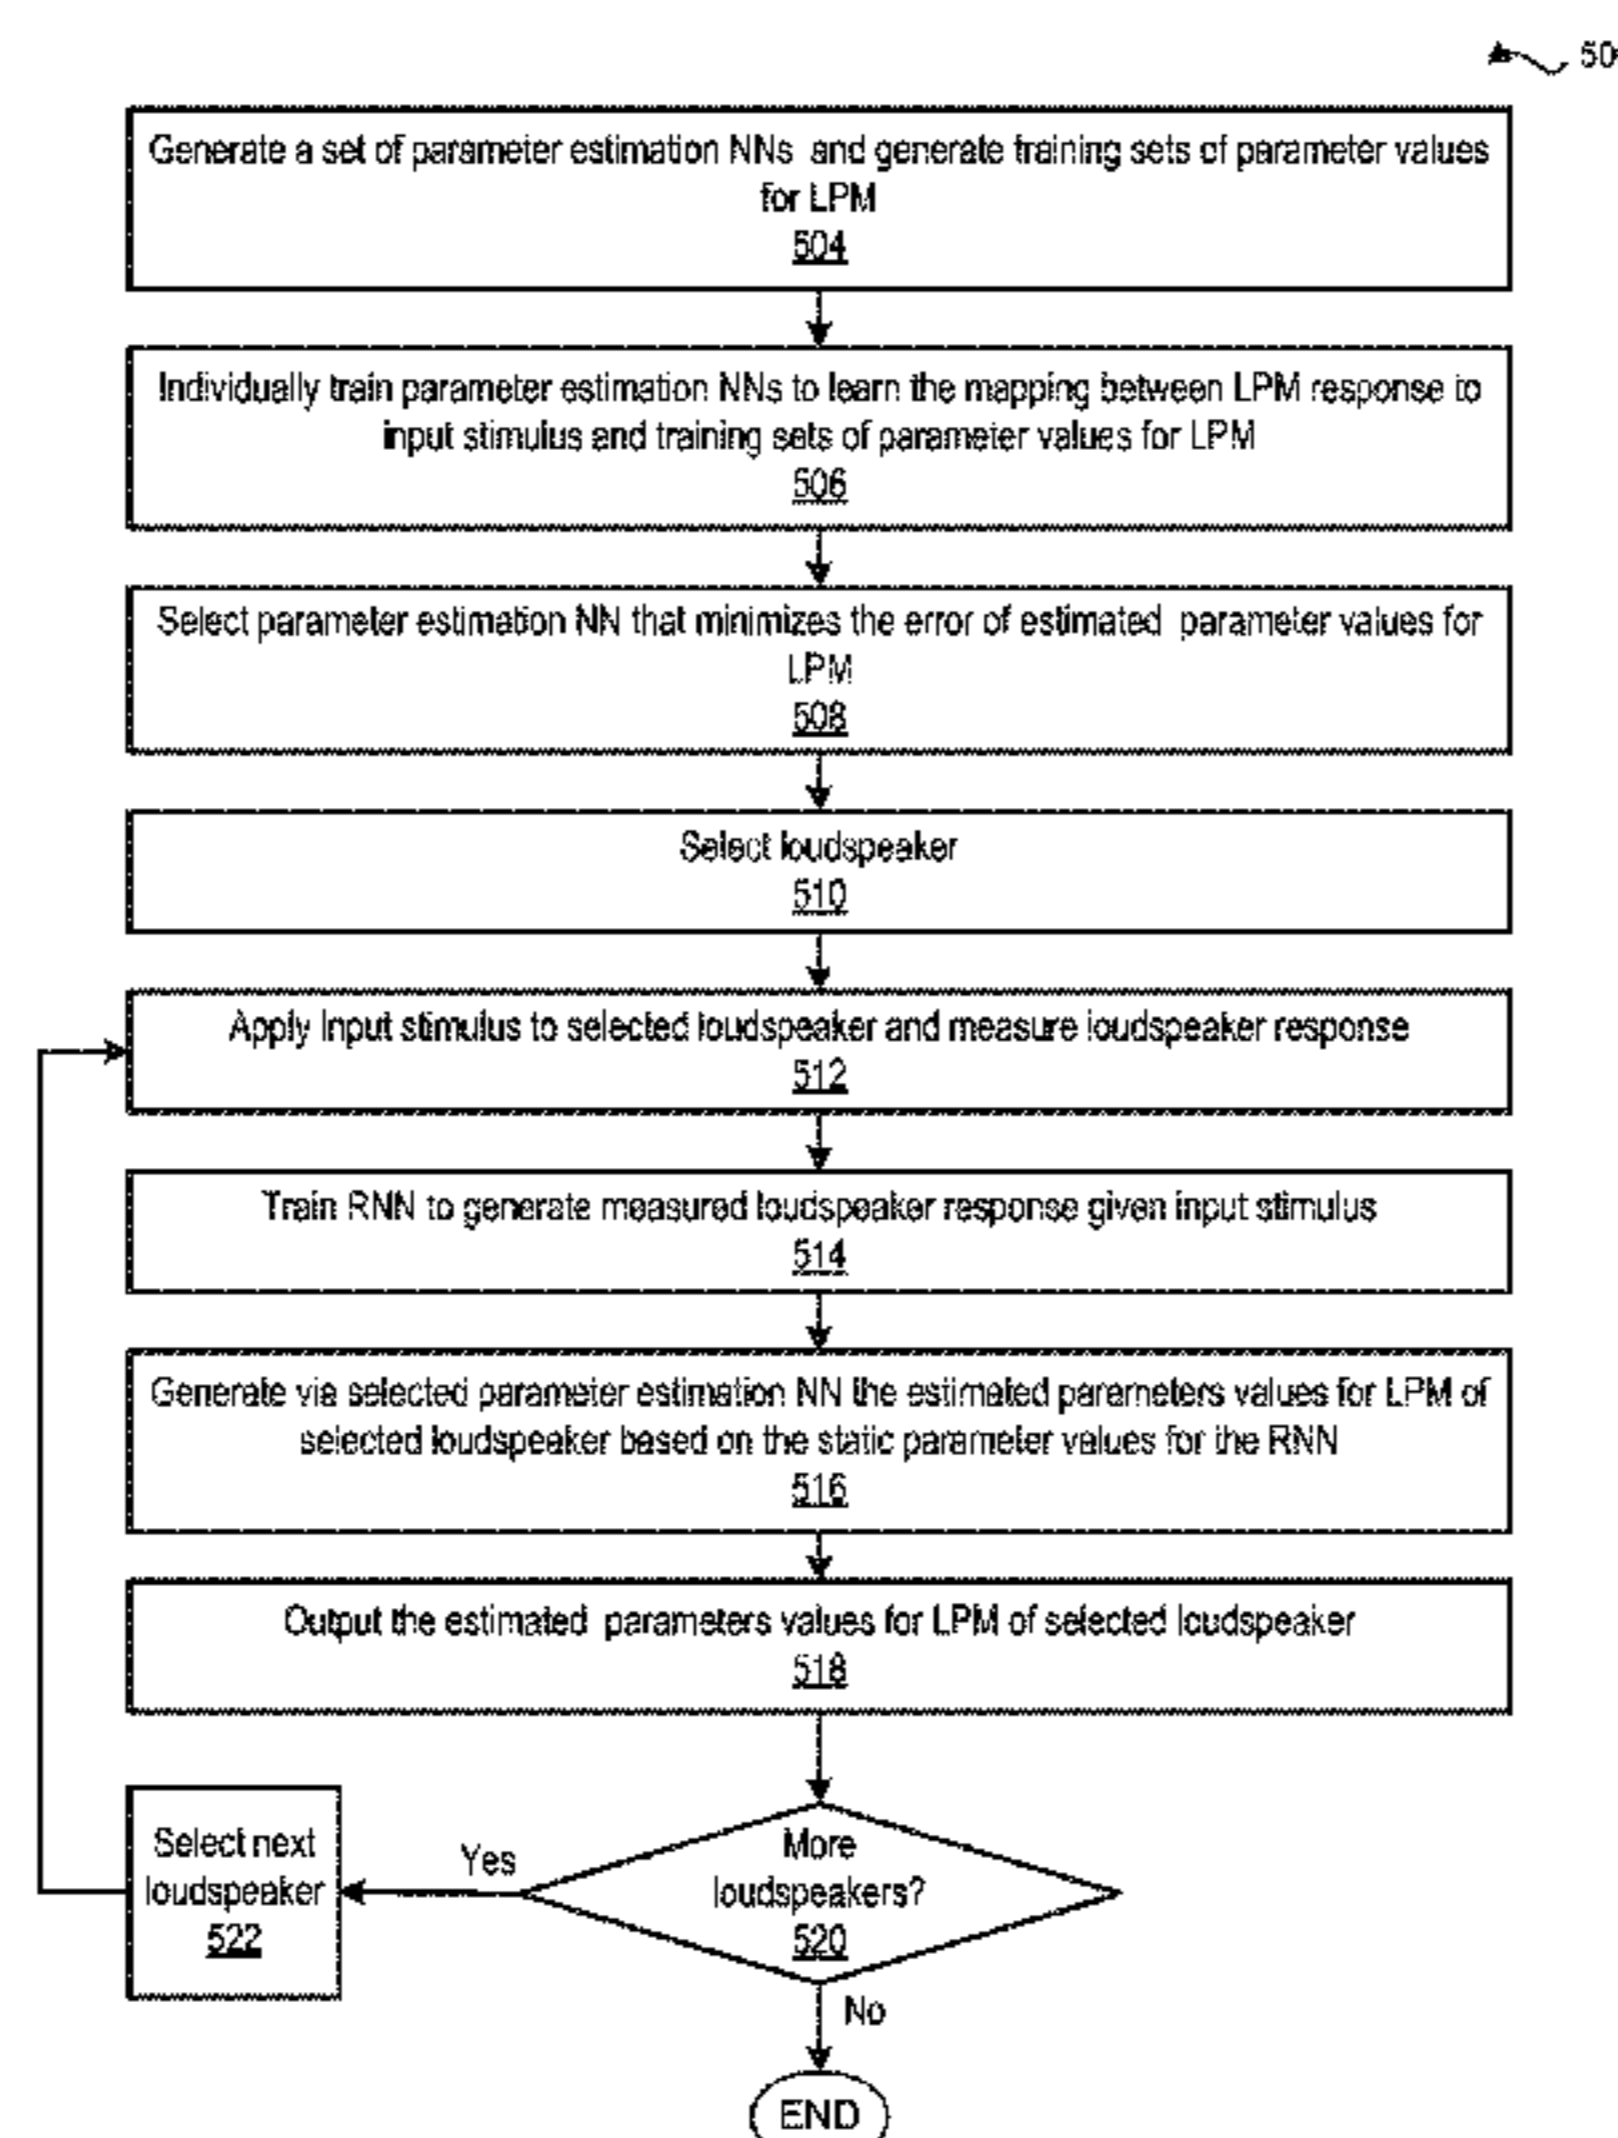 50
Generate a set of parameter estimation NNs and generate training sets of parameter values
for LPM
504
Individually train parameter estimation NNs to learn the mapping between LPM response to
input stimulus and training sets of parameter values for LPM
506
Select parameter estimation NN that minimizes the error of estimated parameter values for
LPM
508
Select loudspeaker
510
Apply input stimulus to selected loudspeaker and measure loudspeaker response
512
Train RNN to generate measured loudspeaker response given input stimulus
514
Generate via selected parameter estimation NN the estimated parameters values for LPM of
selected loudspeaker based on the static parameter values for the RNN
516
Output the estimated parameters values for LPM of selected loudspeaker
518
More
loudspeakers?
520
Yes
Select next
loudspeaker
522
No
END